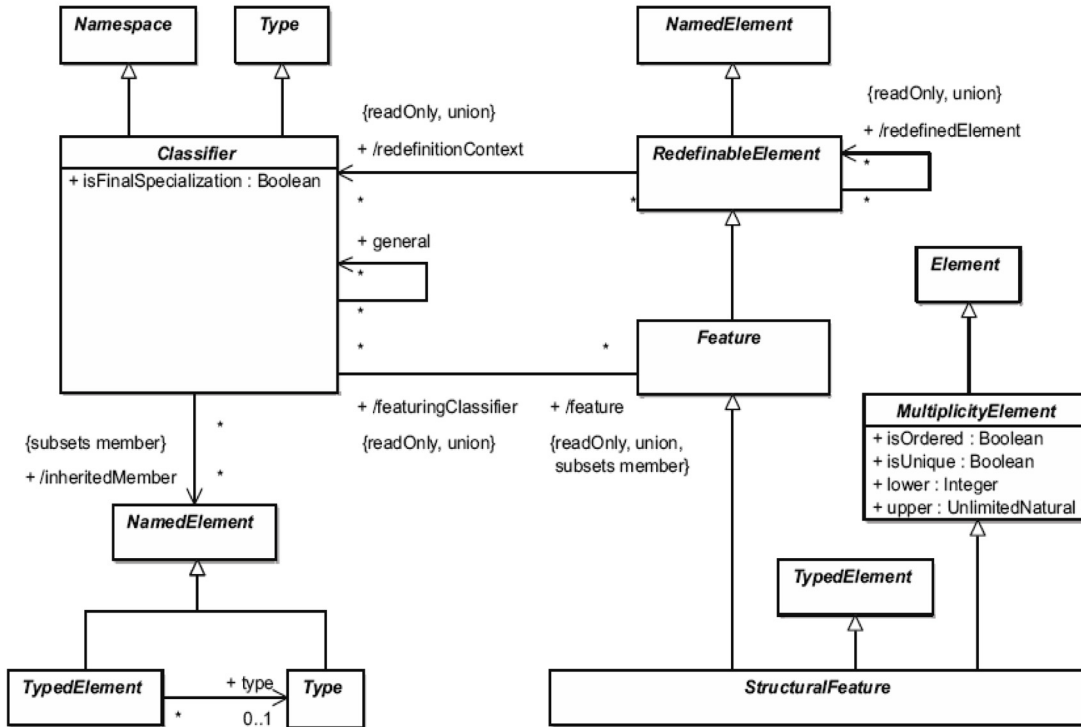 Namespace
Type
NamedElement
{readOnly, union}
+ /redefinedElement
*
*
{readOnly, union}
+ /redefinitionContext
*
*
Classifier
+ isFinalSpecialization : Boolean
RedefinableElement
+ general
*
*
Element
*
*
Feature
+ /featuringClassifier
{readOnly, union}
+ /feature
{readOnly, union,
subsets member}
MultiplicityElement
+ isOrdered : Boolean
+ isUnique : Boolean
+ lower : Integer
+ upper : UnlimitedNatural
*
{subsets member}
+ /inheritedMember
*
NamedElement
TypedElement
TypedElement
+ type
*
0..1
Type
StructuralFeature